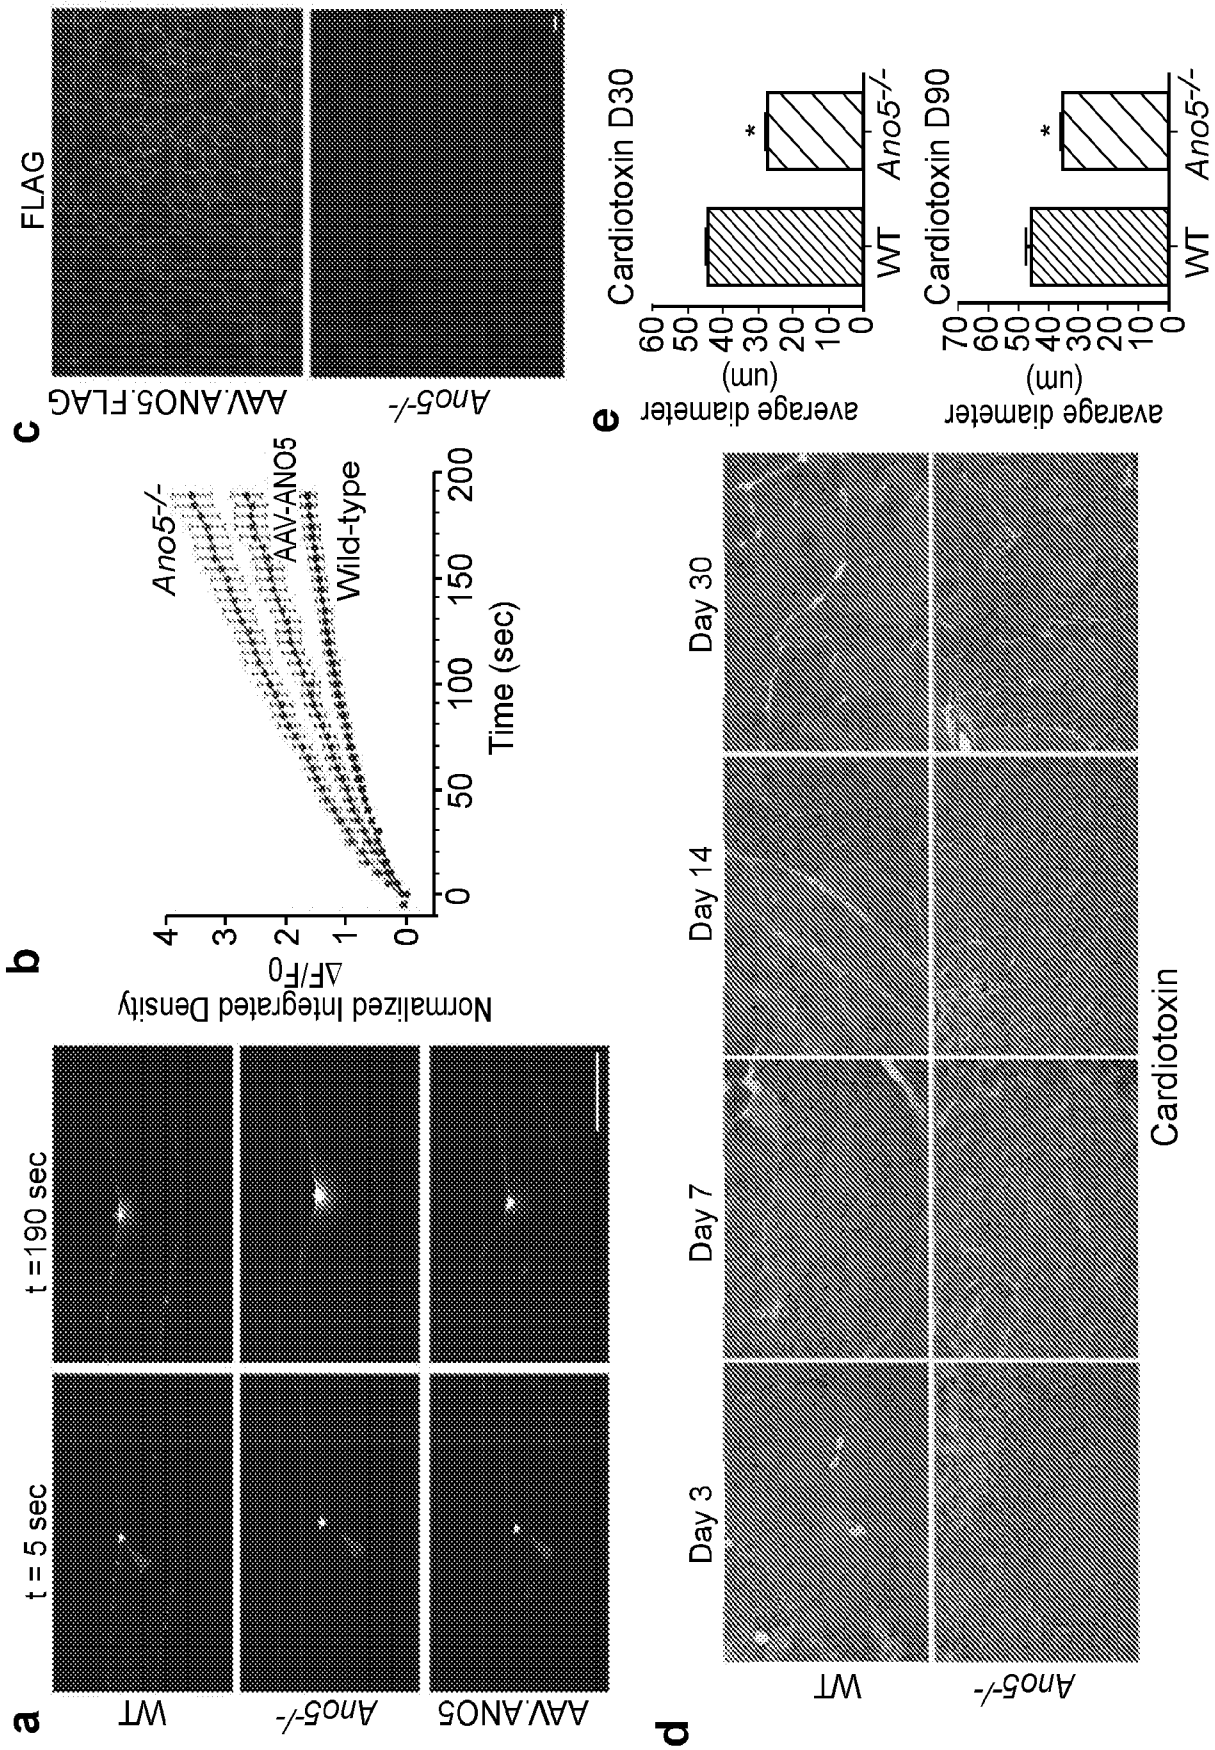 a
t = 5 sec
t =190 sec
WT
Ano5-/-
AAV.ANO5
b
Normalized Integrated Density
ΔF/F0
4
3
2
1
0
0
50
100
150
200
Time (sec)
Ano5-/-
AAV-ANO5
Wild-type
c
FLAG
AAV.ANO5.FLAG
Ano5-/-
d
Day 3
Day 7
Day 14
Day 30
WT
Ano5-/-
Cardiotoxin
e
Cardiotoxin D30
average diameter
(um)
60
50
40
30
20
10
0
*
WT
Ano5-/-
Cardiotoxin D90
avarage diameter
(um)
70
60
50
40
30
20
10
0
*
WT
Ano5-/-